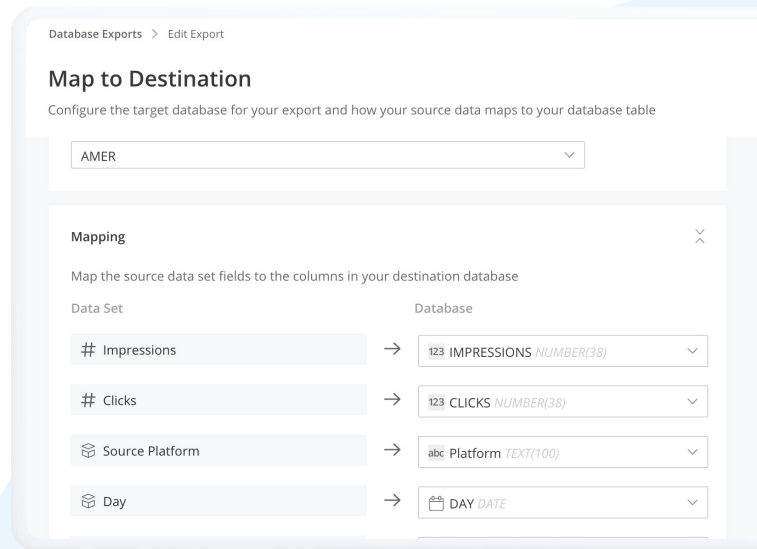 Database Exports > Edit Export
Map to Destination
Configure the target database for your export and how your source data maps to your database table
AMER
Mapping
Map the source data set fields to the columns in your destination database
Data Set Database
# Impressions → 123 IMPRESSIONS NUMBER(38)
# Clicks → 123 CLICKS NUMBER(38)
Source Platform → abc Platform TEXT(100)
Day → DAY DATE